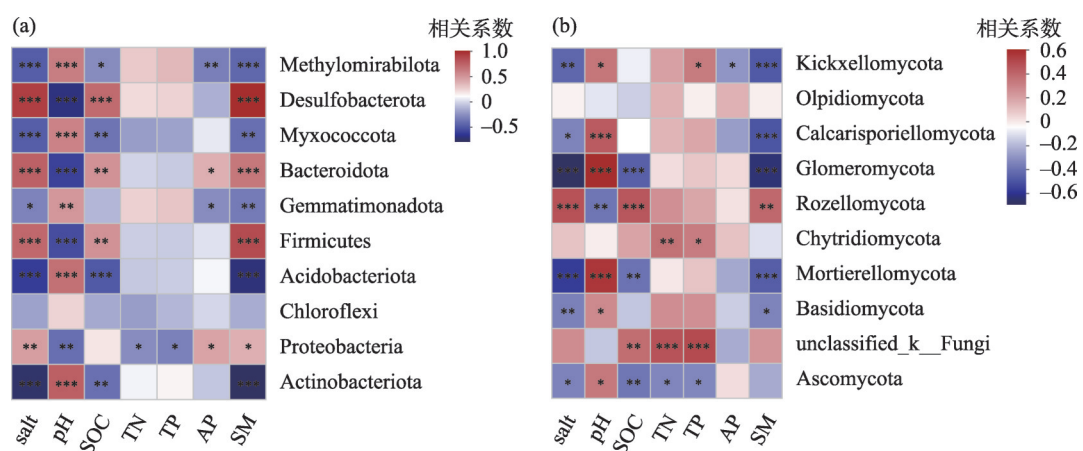 (a)
相关系数
*** *** * ** *** Methylomirabilota
*** *** *** *** Desulfobacterota
*** *** ** ** Myxococcota
*** *** ** * *** Bacteroidota
* ** * ** Gemmatimonadota
*** *** ** *** Firmicutes
*** *** *** *** Acidobacteriota
Chloroflexi
** ** * * * * Proteobacteria
*** *** ** *** Actinobacteriota
salt pH SOC TN TP AP SM
1.0
0.5
0
−0.5
(b)
相关系数
** * * * *** Kickxellomycota
Olpidiomycota
* *** *** Calcarisporiellomycota
*** *** *** *** Glomeromycota
*** ** *** ** Rozellomycota
** * Chytridiomycota
*** *** ** *** Mortierellomycota
** * * Basidiomycota
** *** *** unclassified_k__Fungi
* * ** * * Ascomycota
salt pH SOC TN TP AP SM
0.6
0.4
0.2
0
−0.2
−0.4
−0.6